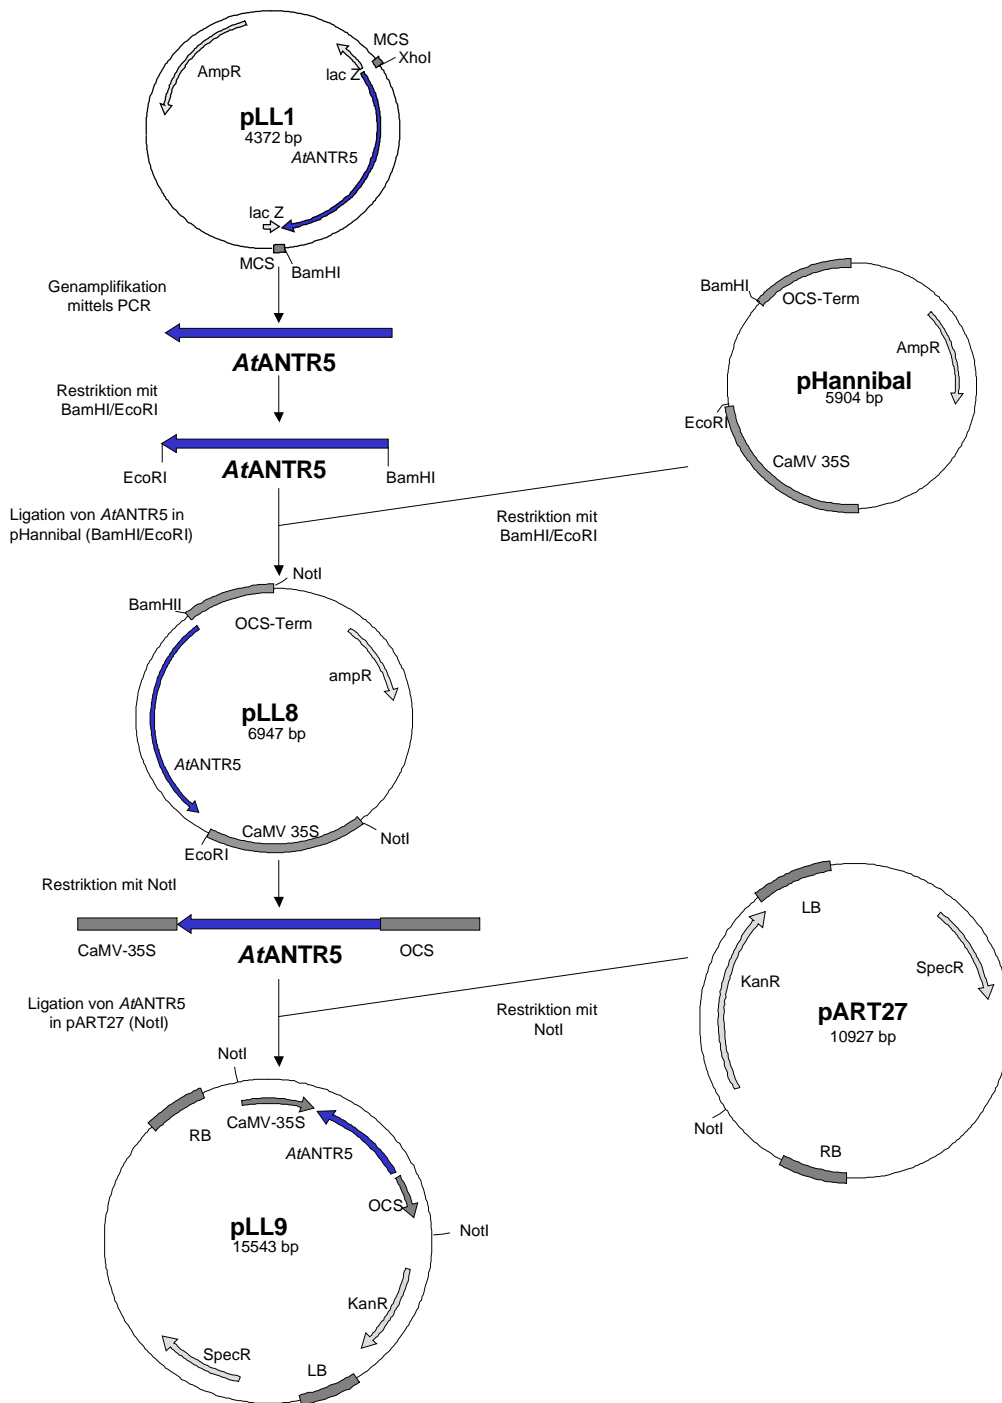 MCS
XhoI
AmpR
lac Z
pLL1
4372 bp
AtANTR5
lac Z
MCS
BamHI
Genamplifikation
mittels PCR
AtANTR5
Restriktion mit
BamHI/EcoRI
EcoRI
AtANTR5
BamHI
BamHI
OCS-Term
AmpR
pHannibal
5904 bp
EcoRI
CaMV 35S
Ligation von AtANTR5 in
pHannibal (BamHI/EcoRI)
Restriktion mit
BamHI/EcoRI
NotI
BamHII
OCS-Term
ampR
pLL8
6947 bp
AtANTR5
CaMV 35S
NotI
EcoRI
Restriktion mit NotI
CaMV-35S
AtANTR5
OCS
LB
KanR
SpecR
pART27
10927 bp
NotI
RB
Ligation von AtANTR5
in pART27 (NotI)
Restriktion mit
NotI
NotI
RB
CaMV-35S
AtANTR5
OCS
pLL9
15543 bp
NotI
KanR
SpecR
LB